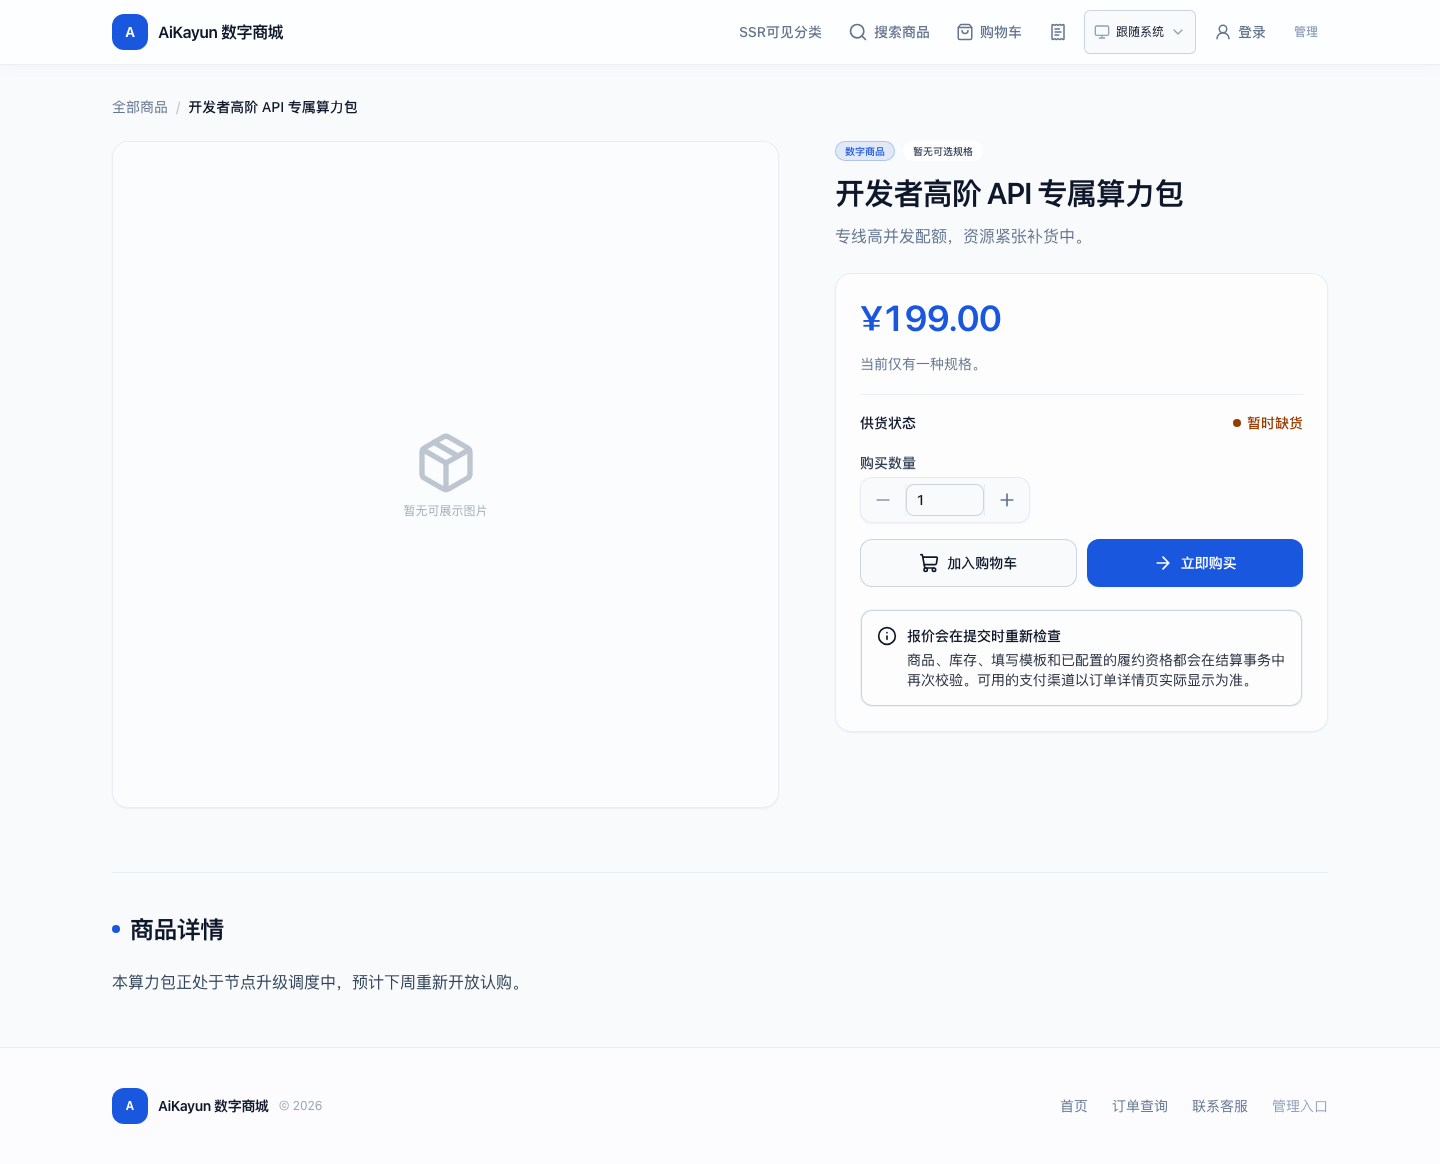 A AiKayun 数字商城 SSR可见分类 搜索商品 购物车 跟随系统 登录 管理
全部商品 / 开发者高阶 API 专属算力包
数字商品 暂无可选规格
开发者高阶 API 专属算力包
专线高并发配额，资源紧张补货中。
¥199.00
当前仅有一种规格。
供货状态 暂时缺货
购买数量
1
加入购物车 立即购买
报价会在提交时重新检查
商品、库存、填写模板和已配置的履约资格都会在结算事务中
再次校验。可用的支付渠道以订单详情页实际显示为准。
暂无可展示图片
商品详情
本算力包正处于节点升级调度中，预计下周重新开放认购。
A AiKayun 数字商城 © 2026 首页 订单查询 联系客服 管理入口